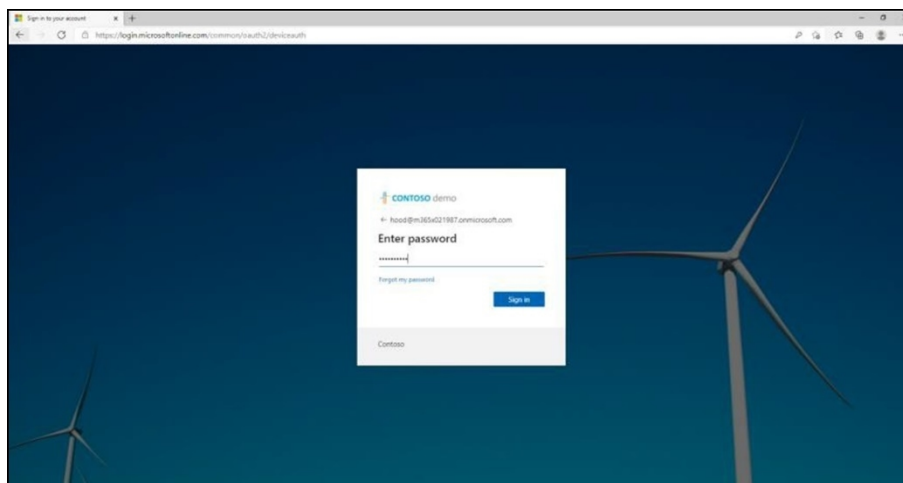 Sign in to your account
https://login.microsoftonline.com/common/oauth2/deviceauth
CONTOSO demo
hood@m365x021987.onmicrosoft.com
Enter password
Forgot my password
Sign in
Contoso